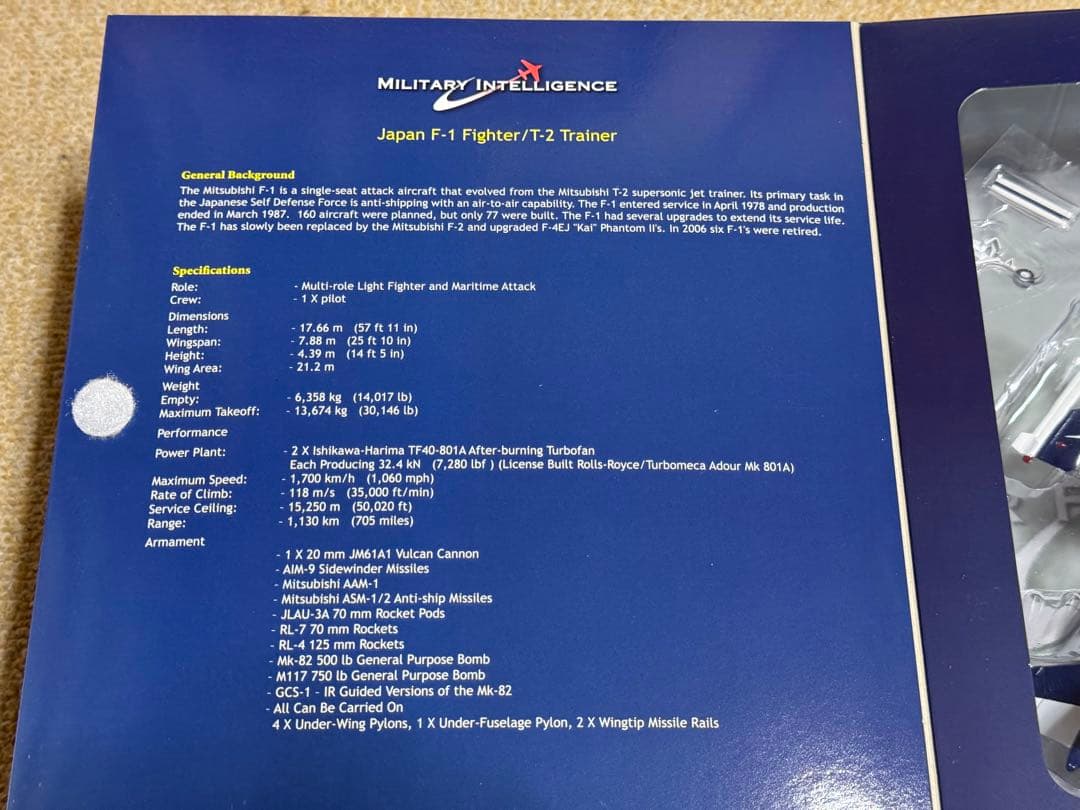 MILITARY INTELLIGENCE
Japan F-1 Fighter/T-2 Trainer
General Background
The Mitsubishi F-1 is a single-seat attack aircraft that evolved from the Mitsubishi T-2 supersonic jet trainer. Its primary task in
the Japanese Self Defense Force is anti-shipping with an air-to-air capability. The F-1 entered service in April 1978 and production
ended in March 1987. 160 aircraft were planned, but only 77 were built. The F-1 had several upgrades to extend its service life.
The F-1 has slowly been replaced by the Mitsubishi F-2 and upgraded F-4EJ "Kai" Phantom II's. In 2006 six F-1's were retired.
Specifications
Role: - Multi-role Light Fighter and Maritime Attack
Crew: - 1 X pilot
Dimensions
Length: - 17.66 m (57 ft 11 in)
Wingspan: - 7.88 m (25 ft 10 in)
Height: - 4.39 m (14 ft 5 in)
Wing Area: - 21.2 m
Weight
Empty: - 6,358 kg (14,017 lb)
Maximum Takeoff: - 13,674 kg (30,146 lb)
Performance
Power Plant: - 2 X Ishikawa-Harima TF40-801A After-burning Turbofan
Each Producing 32.4 kN (7,280 lbf ) (License Built Rolls-Royce/Turbomeca Adour Mk 801A)
Maximum Speed: - 1,700 km/h (1,060 mph)
Rate of Climb: - 118 m/s (35,000 ft/min)
Service Ceiling: - 15,250 m (50,020 ft)
Range: - 1,130 km (705 miles)
Armament
- 1 X 20 mm JM61A1 Vulcan Cannon
- AIM-9 Sidewinder Missiles
- Mitsubishi AAM-1
- Mitsubishi ASM-1/2 Anti-ship Missiles
- JLAU-3A 70 mm Rocket Pods
- RL-7 70 mm Rockets
- RL-4 125 mm Rockets
- Mk-82 500 lb General Purpose Bomb
- M117 750 lb General Purpose Bomb
- GCS-1 - IR Guided Versions of the Mk-82
- All Can Be Carried On
4 X Under-Wing Pylons, 1 X Under-Fuselage Pylon, 2 X Wingtip Missile Rails